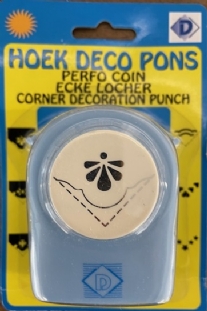 D
HOEK DECO PONS
PERFO COIN
ECKE LOCHER
CORNER DECORATION PUNCH
D